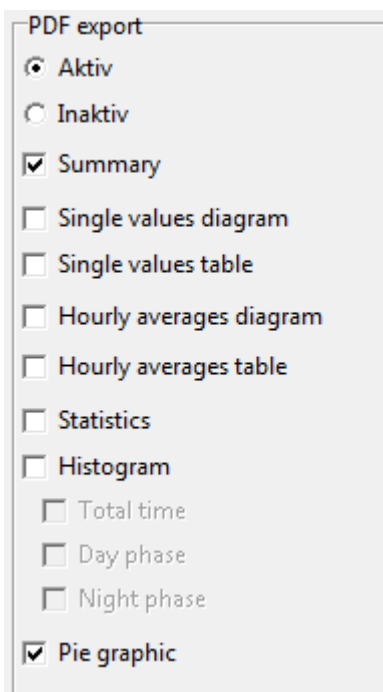 PDF export
Aktiv
Inaktiv
Summary
Single values diagram
Single values table
Hourly averages diagram
Hourly averages table
Statistics
Histogram
Total time
Day phase
Night phase
Pie graphic